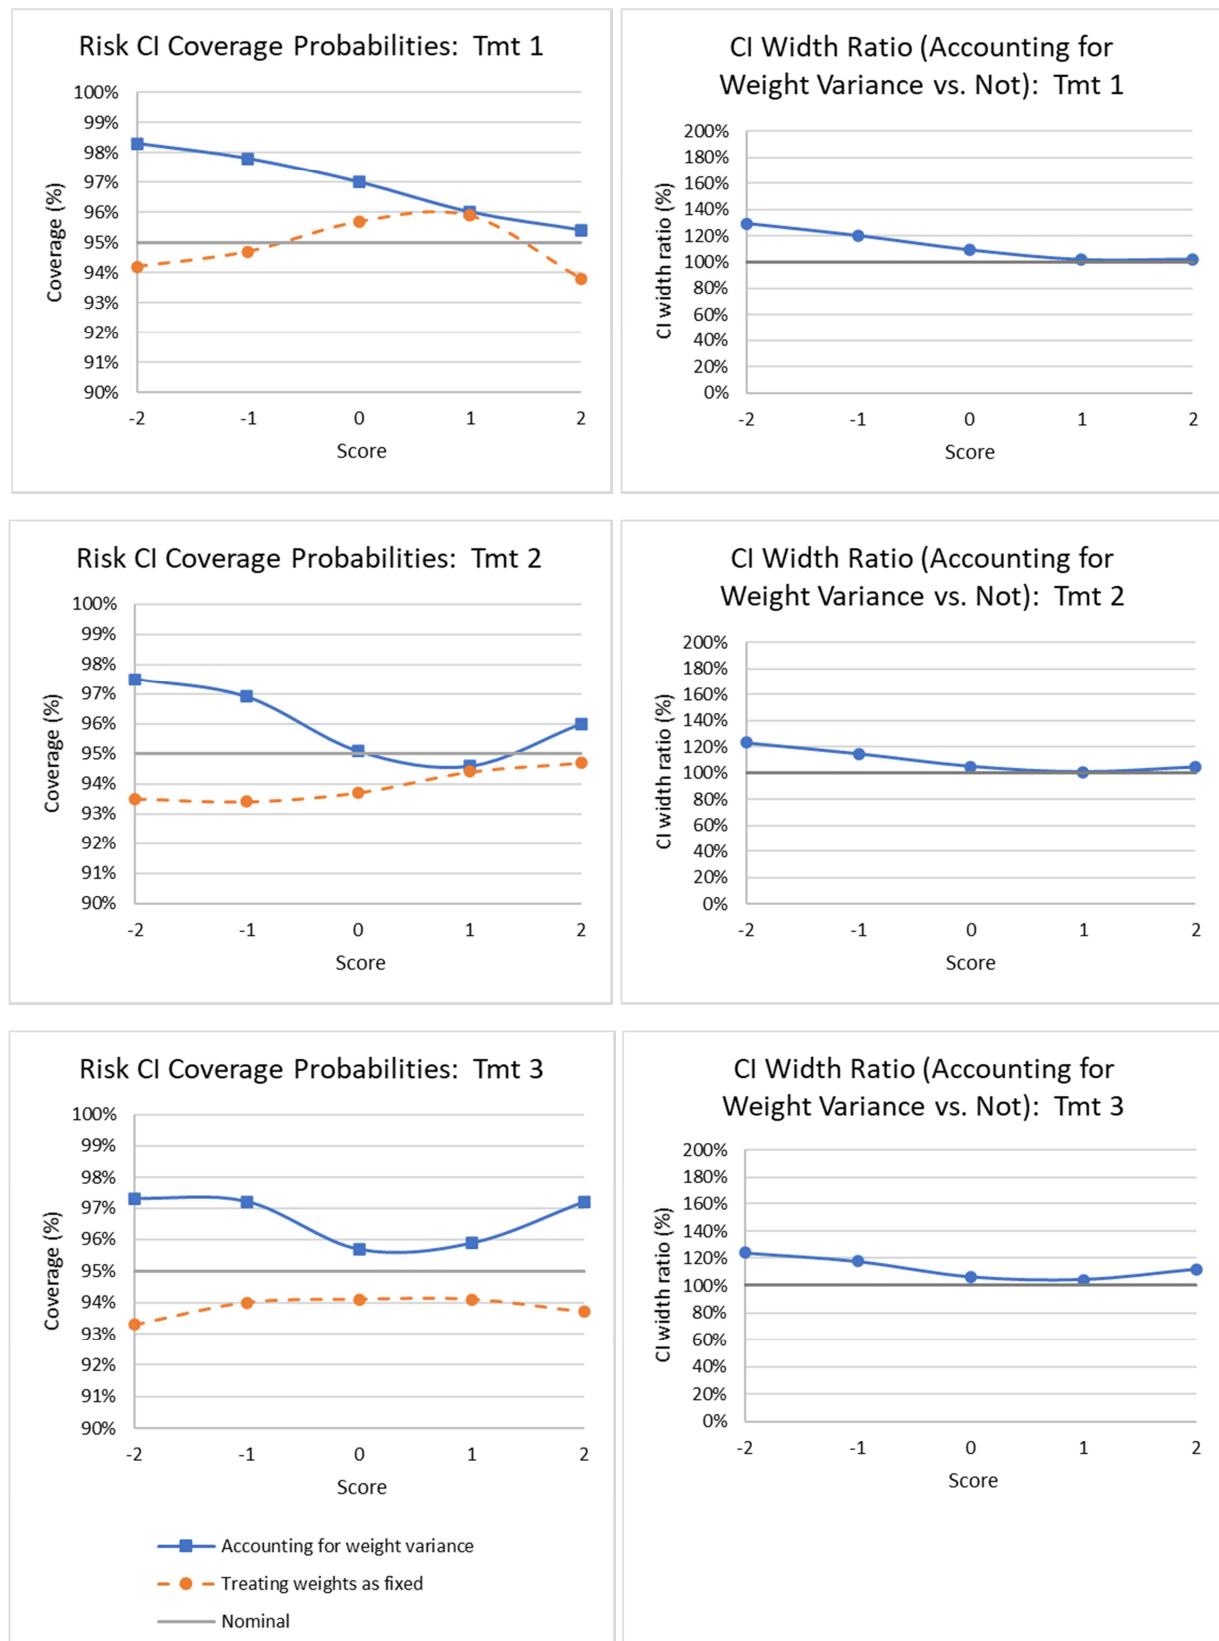 Risk CI Coverage Probabilities:  Tmt 1
Coverage (%)
100%
99%
98%
97%
96%
95%
94%
93%
92%
91%
90%
-2 -1 0 1 2
Score
CI Width Ratio (Accounting for
Weight Variance vs. Not):  Tmt 1
CI width ratio (%)
200%
180%
160%
140%
120%
100%
80%
60%
40%
20%
0%
-2 -1 0 1 2
Score
Risk CI Coverage Probabilities:  Tmt 2
Coverage (%)
100%
99%
98%
97%
96%
95%
94%
93%
92%
91%
90%
-2 -1 0 1 2
Score
CI Width Ratio (Accounting for
Weight Variance vs. Not):  Tmt 2
CI width ratio (%)
200%
180%
160%
140%
120%
100%
80%
60%
40%
20%
0%
-2 -1 0 1 2
Score
Risk CI Coverage Probabilities:  Tmt 3
Coverage (%)
100%
99%
98%
97%
96%
95%
94%
93%
92%
91%
90%
-2 -1 0 1 2
Score
CI Width Ratio (Accounting for
Weight Variance vs. Not):  Tmt 3
CI width ratio (%)
200%
180%
160%
140%
120%
100%
80%
60%
40%
20%
0%
-2 -1 0 1 2
Score
Accounting for weight variance
Treating weights as fixed
Nominal